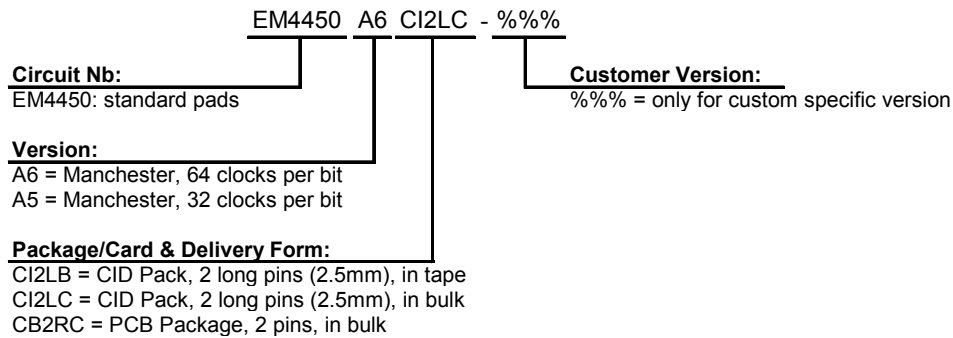 EM4450 A6 CI2LC - %%%
Circuit Nb:
EM4450: standard pads
Customer Version:
%%% = only for custom specific version
Version:
A6 = Manchester, 64 clocks per bit
A5 = Manchester, 32 clocks per bit
Package/Card & Delivery Form:
CI2LB = CID Pack, 2 long pins (2.5mm), in tape
CI2LC = CID Pack, 2 long pins (2.5mm), in bulk
CB2RC = PCB Package, 2 pins, in bulk